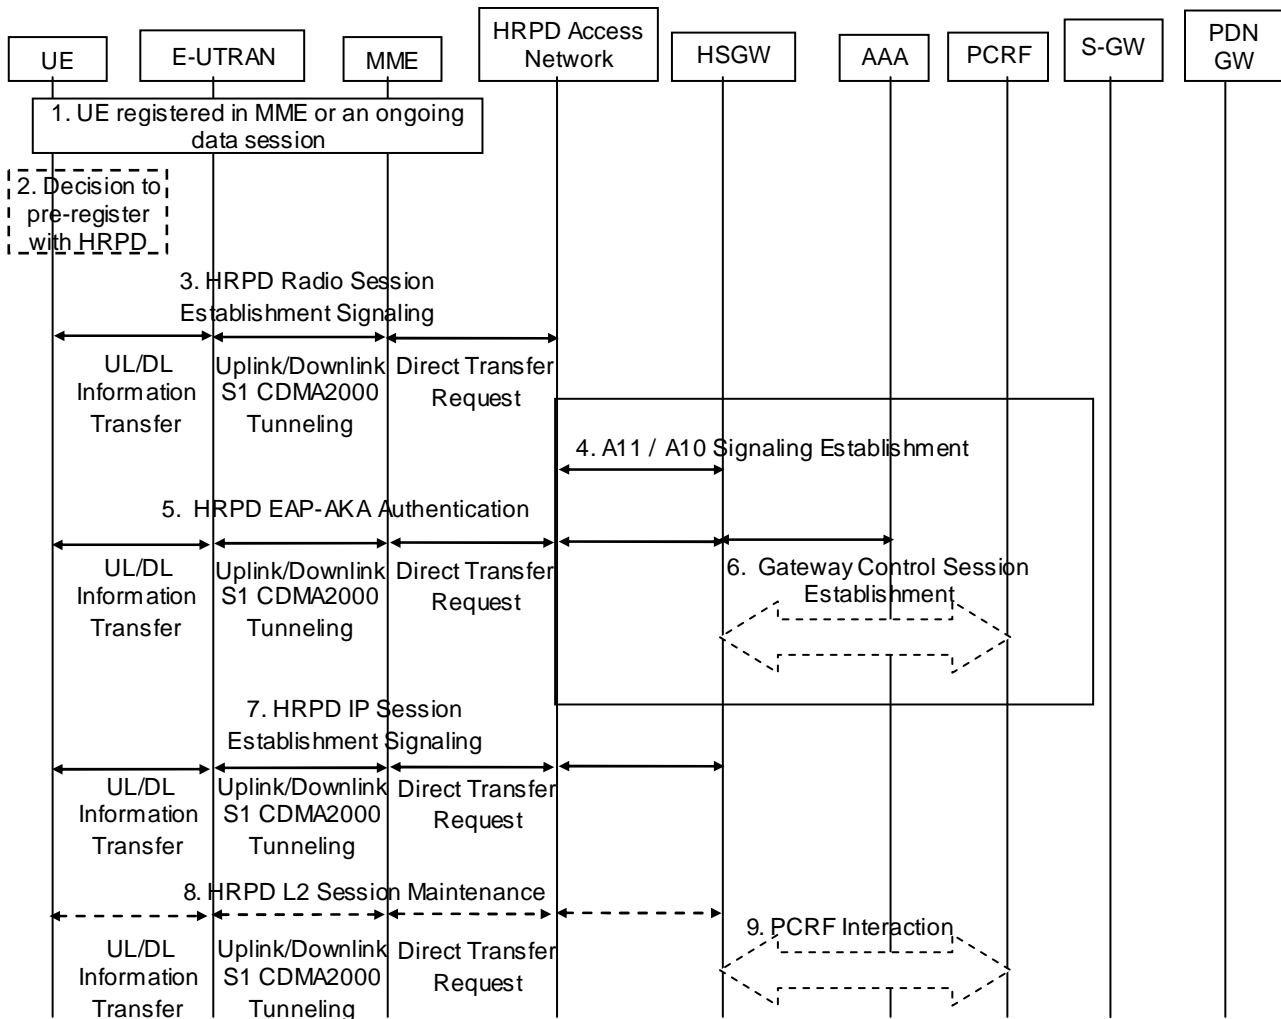 UE
E-UTRAN
MME
HRPD Access
Network
HSGW
AAA
PCRF
S-GW
PDN
GW
1. UE registered in MME or an ongoing
data session
2. Decision to
pre-register
with HRPD
3. HRPD Radio Session
Establishment Signaling
UL/DL
Information
Transfer
Uplink/Downlink
S1 CDMA2000
Tunneling
Direct Transfer
Request
4. A11 / A10 Signaling Establishment
5. HRPD EAP-AKA Authentication
UL/DL
Information
Transfer
Uplink/Downlink
S1 CDMA2000
Tunneling
Direct Transfer
Request
6. Gateway Control Session
Establishment
7. HRPD IP Session
Establishment Signaling
UL/DL
Information
Transfer
Uplink/Downlink
S1 CDMA2000
Tunneling
Direct Transfer
Request
8. HRPD L2 Session Maintenance
UL/DL
Information
Transfer
Uplink/Downlink
S1 CDMA2000
Tunneling
Direct Transfer
Request
9. PCRF Interaction